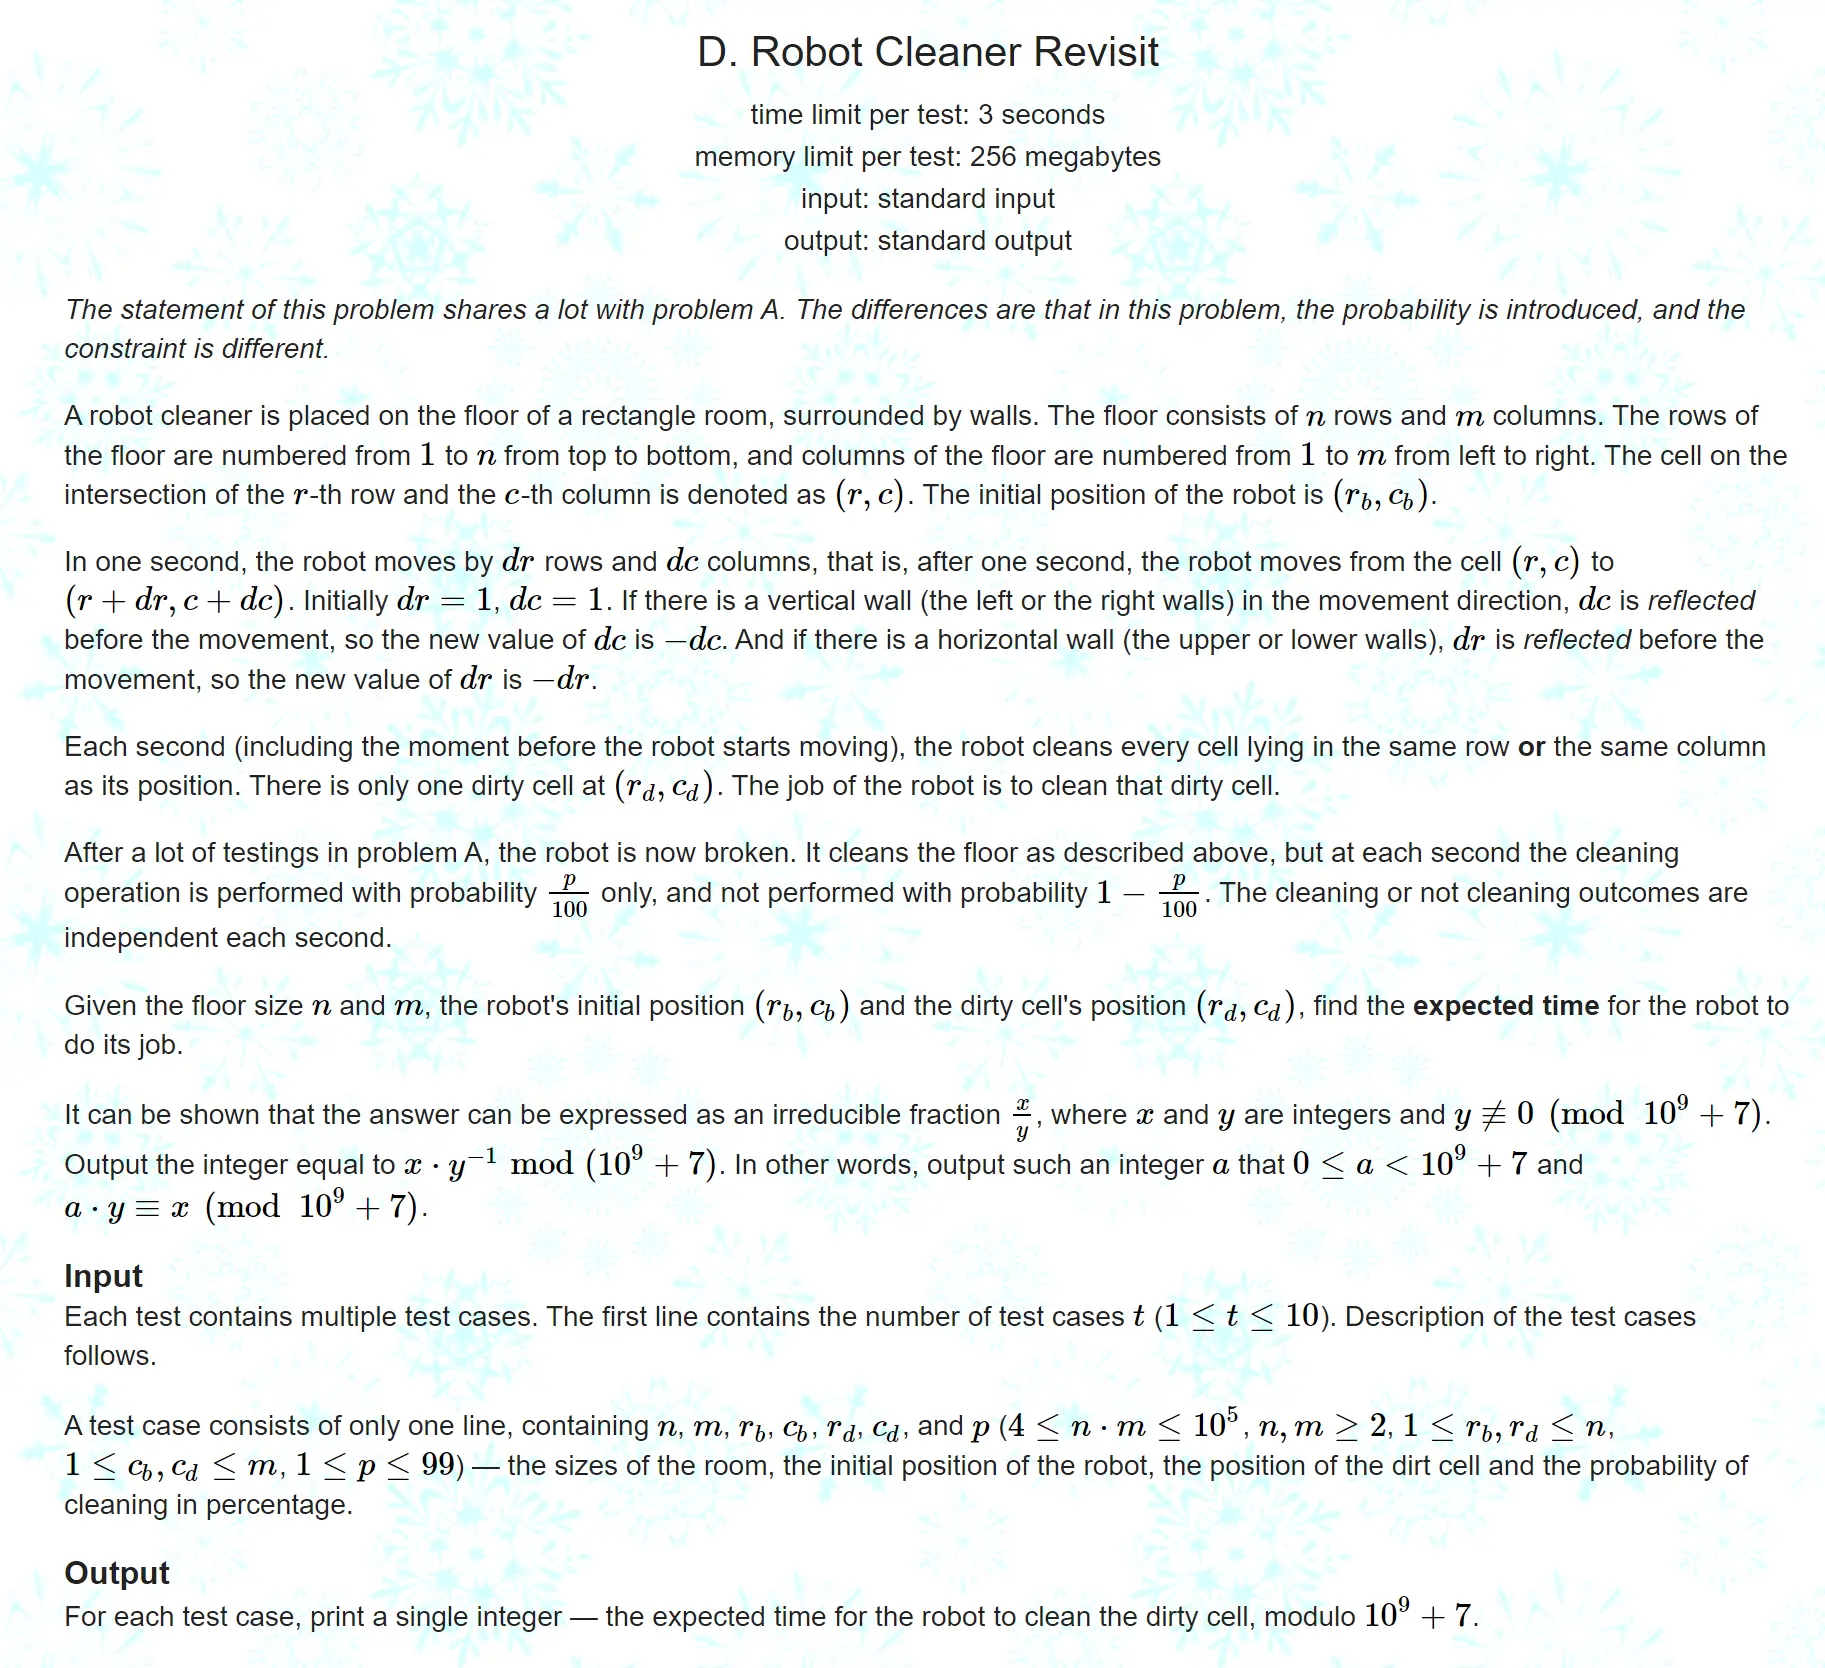 D. Robot Cleaner Revisit
time limit per test: 3 seconds
memory limit per test: 256 megabytes
input: standard input
output: standard output
The statement of this problem shares a lot with problem A. The differences are that in this problem, the probability is introduced, and the
constraint is different.
A robot cleaner is placed on the floor of a rectangle room, surrounded by walls. The floor consists of n rows and m columns. The rows of
the floor are numbered from 1 to n from top to bottom, and columns of the floor are numbered from 1 to m from left to right. The cell on the
intersection of the r-th row and the c-th column is denoted as (r, c). The initial position of the robot is (r_b, c_b).
In one second, the robot moves by dr rows and dc columns, that is, after one second, the robot moves from the cell (r, c) to
(r + dr, c + dc). Initially dr = 1, dc = 1. If there is a vertical wall (the left or the right walls) in the movement direction, dc is reflected
before the movement, so the new value of dc is −dc. And if there is a horizontal wall (the upper or lower walls), dr is reflected before the
movement, so the new value of dr is −dr.
Each second (including the moment before the robot starts moving), the robot cleans every cell lying in the same row or the same column
as its position. There is only one dirty cell at (r_d, c_d). The job of the robot is to clean that dirty cell.
After a lot of testings in problem A, the robot is now broken. It cleans the floor as described above, but at each second the cleaning
operation is performed with probability p/100 only, and not performed with probability 1 − p/100. The cleaning or not cleaning outcomes are
independent each second.
Given the floor size n and m, the robot's initial position (r_b, c_b) and the dirty cell's position (r_d, c_d), find the expected time for the robot to
do its job.
It can be shown that the answer can be expressed as an irreducible fraction x/y, where x and y are integers and y ≢ 0 (mod 10^9 + 7).
Output the integer equal to x · y^−1 mod (10^9 + 7). In other words, output such an integer a that 0 ≤ a < 10^9 + 7 and
a · y ≡ x (mod 10^9 + 7).
Input
Each test contains multiple test cases. The first line contains the number of test cases t (1 ≤ t ≤ 10). Description of the test cases
follows.
A test case consists of only one line, containing n, m, r_b, c_b, r_d, c_d, and p (4 ≤ n · m ≤ 10^5, n, m ≥ 2, 1 ≤ r_b, r_d ≤ n,
1 ≤ c_b, c_d ≤ m, 1 ≤ p ≤ 99) — the sizes of the room, the initial position of the robot, the position of the dirt cell and the probability of
cleaning in percentage.
Output
For each test case, print a single integer — the expected time for the robot to clean the dirty cell, modulo 10^9 + 7.